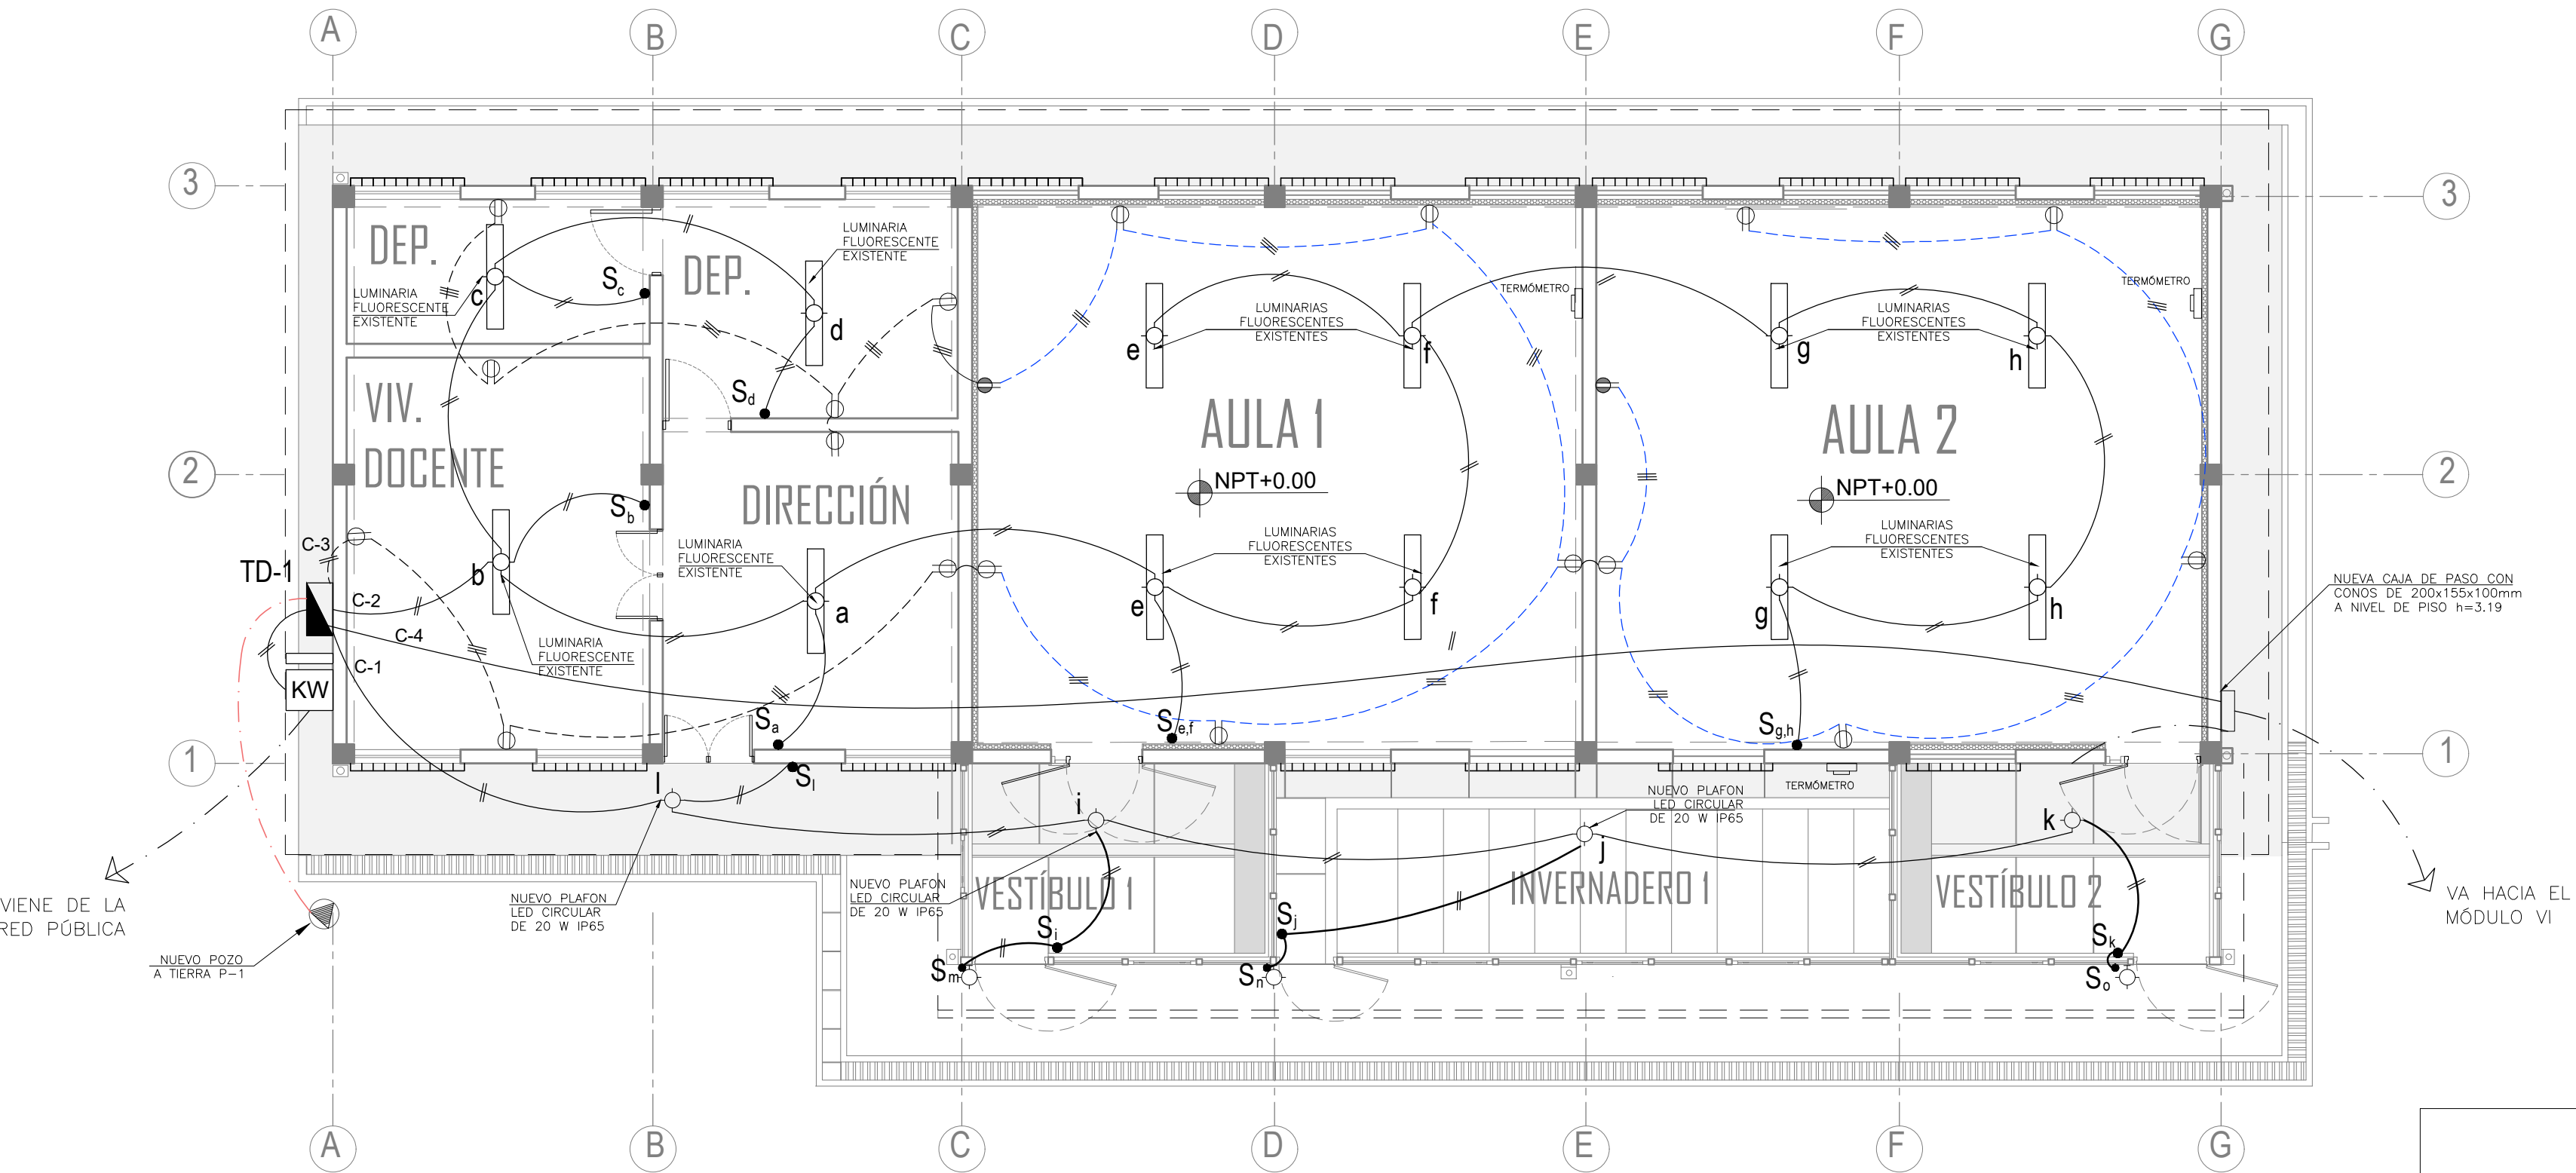 A
B
C
D
E
F
G
3
3
DEP.
LUMINARIA
FLUORESCENTE
EXISTENTE
c
Sc
DEP.
LUMINARIA
FLUORESCENTE
EXISTENTE
d
Sd
LUMINARIAS
FLUORESCENTES
EXISTENTES
e
f
TERMÓMETRO
LUMINARIAS
FLUORESCENTES
EXISTENTES
g
h
TERMÓMETRO
VIV.
DOCENTE
AULA 1
NPT+0.00
AULA 2
NPT+0.00
2
2
DIRECCIÓN
Sb
b
LUMINARIA
FLUORESCENTE
EXISTENTE
LUMINARIA
FLUORESCENTE
EXISTENTE
a
LUMINARIAS
FLUORESCENTES
EXISTENTES
e
f
LUMINARIAS
FLUORESCENTES
EXISTENTES
g
h
NUEVA CAJA DE PASO CON
CONOS DE 200x155x100mm
A NIVEL DE PISO h=3.19
C-3
TD-1
C-2
C-4
C-1
KW
Sa
Se,f
Sg,h
1
1
l
Sl
i
NUEVO PLAFON
LED CIRCULAR
DE 20 W IP65
TERMÓMETRO
j
k
NUEVO PLAFON
LED CIRCULAR
DE 20 W IP65
NUEVO PLAFON
LED CIRCULAR
DE 20 W IP65
VESTÍBULO 1
INVERNADERO 1
VESTÍBULO 2
VIENE DE LA
RED PÚBLICA
VA HACIA EL
MÓDULO VI
Si
Sj
Sk
Sm
Sn
So
NUEVO POZO
A TIERRA P-1
A
B
C
D
E
F
G